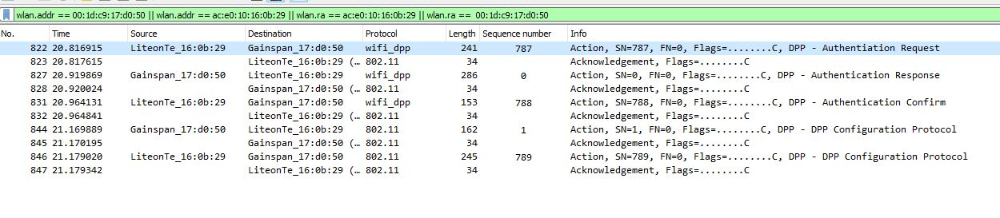 wlan.addr == 00:1d:c9:17:d0:50 || wlan.addr == ac:e0:10:16:0b:29 || wlan.ra == ac:e0:10:16:0b:29 || wlan.ra ==  00:1d:c9:17:d0:50
No. Time Source Destination Protocol Length Sequence number Info
822 20.816915 LiteonTe_16:0b:29 Gainspan_17:d0:50 wifi_dpp 241 787 Action, SN=787, FN=0, Flags=........C, DPP - Authentiation Request
823 20.817615 LiteonTe_16:0b:29 (… 802.11 34 Acknowledgement, Flags=........C
827 20.919869 Gainspan_17:d0:50 LiteonTe_16:0b:29 wifi_dpp 286 0 Action, SN=0, FN=0, Flags=........C, DPP - Authentication Response
828 20.920024 Gainspan_17:d0:50 (… 802.11 34 Acknowledgement, Flags=........C
831 20.964131 LiteonTe_16:0b:29 Gainspan_17:d0:50 wifi_dpp 153 788 Action, SN=788, FN=0, Flags=........C, DPP - Authentication Confirm
832 20.964841 LiteonTe_16:0b:29 (… 802.11 34 Acknowledgement, Flags=........C
844 21.169889 Gainspan_17:d0:50 LiteonTe_16:0b:29 802.11 162 1 Action, SN=1, FN=0, Flags=........C, DPP - DPP Configuration Protocol
845 21.170195 Gainspan_17:d0:50 (… 802.11 34 Acknowledgement, Flags=........C
846 21.179020 LiteonTe_16:0b:29 Gainspan_17:d0:50 802.11 245 789 Action, SN=789, FN=0, Flags=........C, DPP - DPP Configuration Protocol
847 21.179342 LiteonTe_16:0b:29 (… 802.11 34 Acknowledgement, Flags=........C